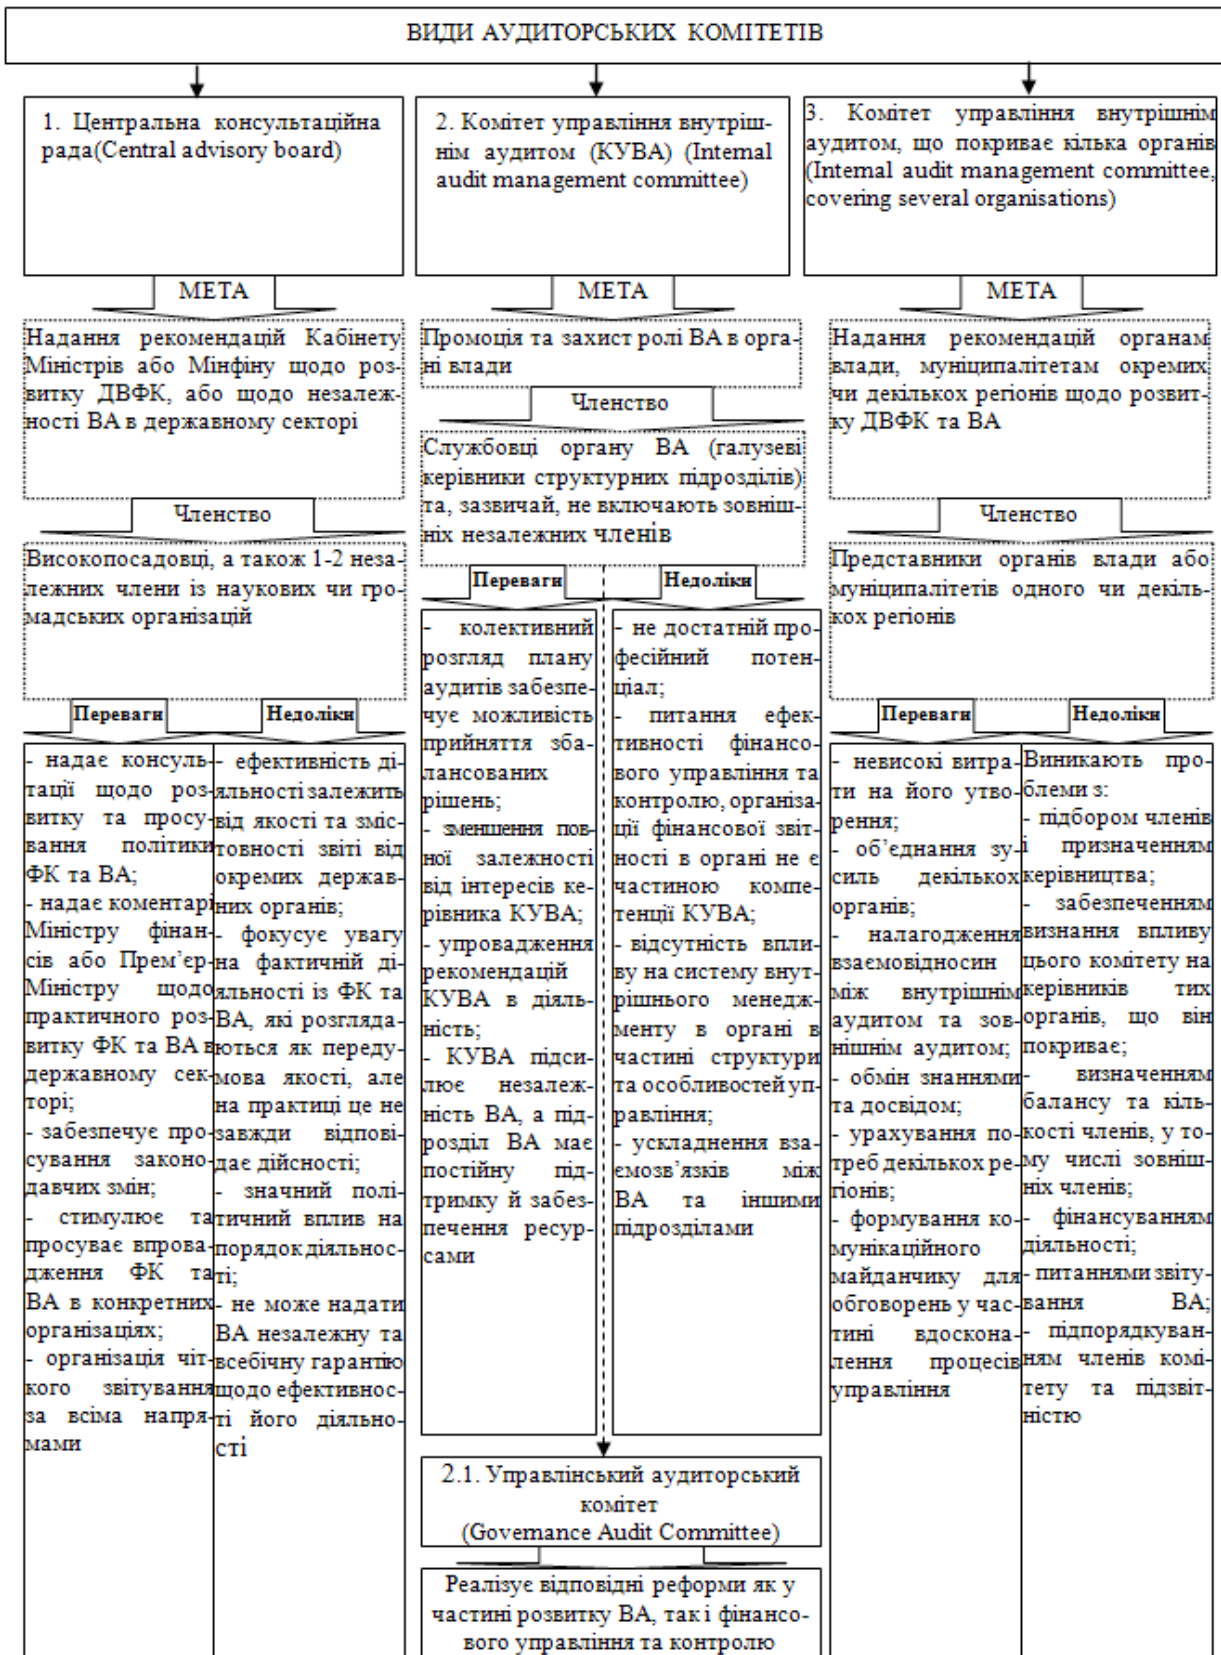 ВИДИ АУДИТОРСЬКИХ КОМІТЕТІВ
1. Центральна консультаційна
рада(Central advisory board)
МЕТА
Надання рекомендацій Кабінету
Міністрів або Мінфіну щодо роз-
витку ДВФК, або щодо незалеж-
ності ВА в державному секторі
Членство
Високопосадовці, а також 1-2 неза-
лежних члени із наукових чи гро-
мадських організацій
Переваги
- надає консуль-
тації щодо роз-
витку та просу-
вання політики
ФК та ВА;
- надає коментарі
Міністру фінан-
сів або Прем’єр-
Міністру щодо
практичного роз-
витку ФК та ВА в
державному сек-
торі;
- забезпечує про-
сування законо-
давчих змін;
- стимулює та
просуває впрова-
дження ФК та
ВА в конкретних
організаціях;
- організація чіт-
кого звітування
за всіма напря-
мами
Недоліки
- ефективність ді-
яльності залежить
від якості та зміс-
товності звіті від
окремих держав-
них органів;
- фокусує увагу
на фактичній ді-
яльності із ФК та
ВА, які розгляда-
ються як переду-
мова якості, але
на практиці це не
завжди відпові-
дає дійсності;
- значний полі-
тичний вплив на
порядок діяльнос-
ті;
- не може надати
ВА незалежну та
всебічну гарантію
щодо ефективнос-
ті його діяльно-
сті
2. Комітет управління внутріш-
нім аудитом (КУВА) (Internal
audit management committee)
МЕТА
Промоція та захист ролі ВА в орга-
ні влади
Членство
Службовці органу ВА (галузеві
керівники структурних підрозділів)
та, зазвичай, не включають зовніш-
ніх незалежних членів
Переваги
- колективний
розгляд плану
аудитів забезпе-
чує можливість
прийняття зба-
лансованих
рішень;
- зменшення пов-
ної залежності
від інтересів ке-
рівника КУВА;
- упровадження
рекомендацій
КУВА в діяль-
ність;
- КУВА підси-
лює незалеж-
ність ВА, а під-
розділ ВА має
постійну під-
тримку й забез-
печення ресур-
сами
Недоліки
- не достатній про-
фесійний потен-
ціал;
- питання ефек-
тивності фінансо-
вого управління та
контролю, організа-
ції фінансової звіт-
ності в органі не є
частиною компе-
тенції КУВА;
- відсутність впли-
ву на систему внут-
рішнього менедж-
менту в органі в
частині структури
та особливостей уп-
равління;
- ускладнення вза-
ємозв’язків між
ВА та іншими
підрозділами
2.1. Управлінський аудиторський
комітет
(Governance Audit Committee)
Реалізує відповідні реформи як у
частині розвитку ВА, так і фінансо-
вого управління та контролю
3. Комітет управління внутрішнім
аудитом, що покриває кілька органів
(Internal audit management committee,
covering several organisations)
МЕТА
Надання рекомендацій органам
влади, муніципалітетам окремих
чи декількох регіонів щодо розвит-
ку ДВФК та ВА
Членство
Представники органів влади або
муніципалітетів одного чи декіль-
кох регіонів
Переваги
- невисокі витра-
ти на його утво-
рення;
- об’єднання зу-
силь декількох
органів;
- налагодження
взаємовідносин
між внутрішнім
аудитом та зов-
нішнім аудитом;
- обмін знаннями
та досвідом;
- урахування по-
треб декількох ре-
гіонів;
- формування ко-
мунікаційного
майданчику для
обговорень у час-
тині вдоскона-
лення процесів
управління
Недоліки
Виникають про-
блеми з:
- підбором членів
і призначенням
керівництва;
- забезпеченням
визнання впливу
цього комітету на
керівників тих
органів, що він
покриває;
- визначенням
балансу та кіль-
кості членів, у то-
му числі зовніш-
ніх членів;
- фінансуванням
діяльності;
- питаннями звіту-
вання ВА;
- підпорядкуван-
ням членів комі-
тету та підзвіт-
ністю